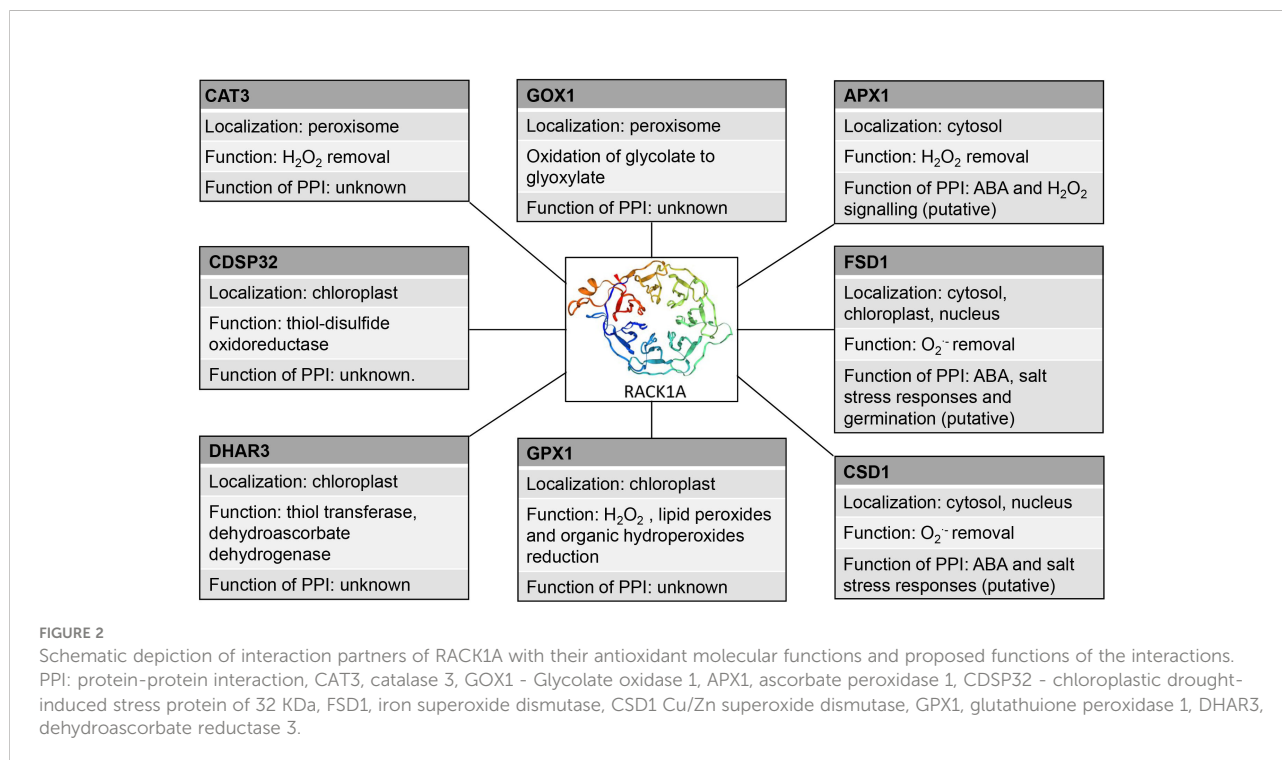 CAT3
Localization: peroxisome
Function: H₂O₂ removal
Function of PPI: unknown
GOX1
Localization: peroxisome
Oxidation of glycolate to
glyoxylate
Function of PPI: unknown
APX1
Localization: cytosol
Function: H₂O₂ removal
Function of PPI: ABA and H₂O₂
signalling (putative)
CDSP32
Localization: chloroplast
Function: thiol-disulfide
oxidoreductase
Function of PPI: unknown.
RACK1A
FSD1
Localization: cytosol,
chloroplast, nucleus
Function: O₂·- removal
Function of PPI: ABA, salt
stress responses and
germination (putative)
DHAR3
Localization: chloroplast
Function: thiol transferase,
dehydroascorbate
dehydrogenase
Function of PPI: unknown
GPX1
Localization: chloroplast
Function: H₂O₂ , lipid peroxides
and organic hydroperoxides
reduction
Function of PPI: unknown
CSD1
Localization: cytosol, nucleus
Function: O₂·- removal
Function of PPI: ABA and salt
stress responses (putative)
FIGURE 2
Schematic depiction of interaction partners of RACK1A with their antioxidant molecular functions and proposed functions of the interactions.
PPI: protein-protein interaction, CAT3, catalase 3, GOX1 - Glycolate oxidase 1, APX1, ascorbate peroxidase 1, CDSP32 - chloroplastic drought-
induced stress protein of 32 KDa, FSD1, iron superoxide dismutase, CSD1 Cu/Zn superoxide dismutase, GPX1, glutathuione peroxidase 1, DHAR3,
dehydroascorbate reductase 3.